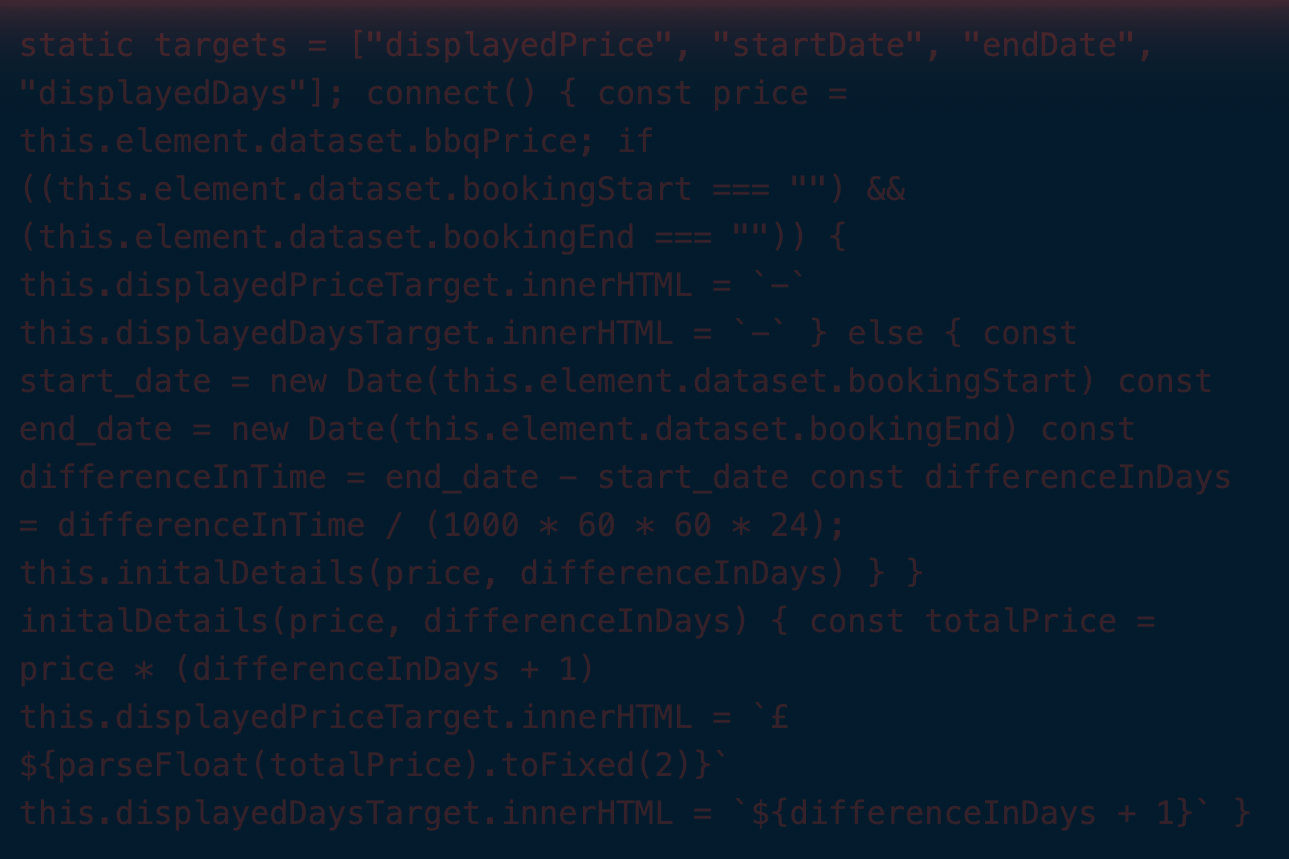 static targets = ["displayedPrice", "startDate", "endDate",
"displayedDays"]; connect() { const price =
this.element.dataset.bbqPrice; if
((this.element.dataset.bookingStart === "") &&
(this.element.dataset.bookingEnd === "")) {
this.displayedPriceTarget.innerHTML = `-`
this.displayedDaysTarget.innerHTML = `-` } else { const
start_date = new Date(this.element.dataset.bookingStart) const
end_date = new Date(this.element.dataset.bookingEnd) const
differenceInTime = end_date - start_date const differenceInDays
= differenceInTime / (1000 * 60 * 60 * 24);
this.initalDetails(price, differenceInDays) } }
initalDetails(price, differenceInDays) { const totalPrice =
price * (differenceInDays + 1)
this.displayedPriceTarget.innerHTML = `£
${parseFloat(totalPrice).toFixed(2)}`
this.displayedDaysTarget.innerHTML = `${differenceInDays + 1}` }